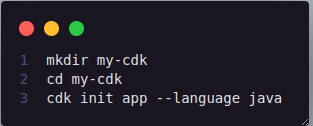 1 mkdir my-cdk
2 cd my-cdk
3 cdk init app --language java